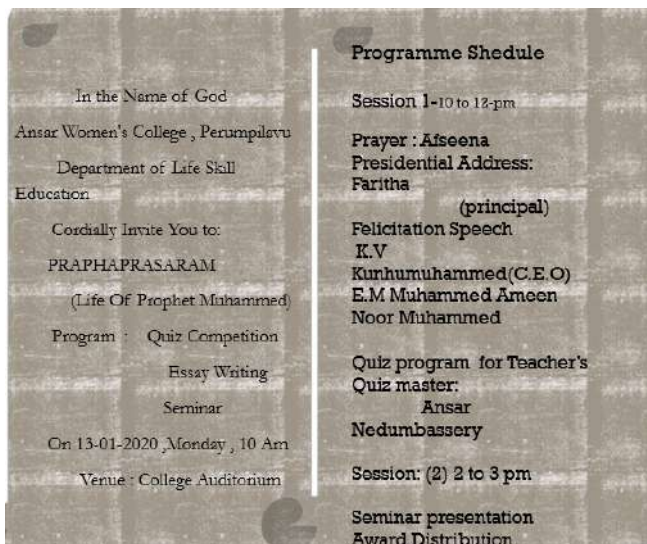 In the Name of God
Ansar Women's College , Perumpilavu
Department of Life Skill
Education
Cordially Invite You to:
PRAPHAPRASARAM
(Life Of Prophet Muhammed)
Program : Quiz Competition
Essay Writing
Seminar
On 13-01-2020 ,Monday , 10 Am
Venue : College Auditorium
Programme Shedule
Session 1-10 to 12-pm
Prayer : Afseena
Presidential Address:
Faritha
(principal)
Felicitation Speech
K.V
Kunhumuhammed(C.E.O)
E.M Muhammed Ameen
Noor Muhammed
Quiz program for Teacher's
Quiz master:
Ansar
Nedumbassery
Session: (2) 2 to 3 pm
Seminar presentation
Award Distribution